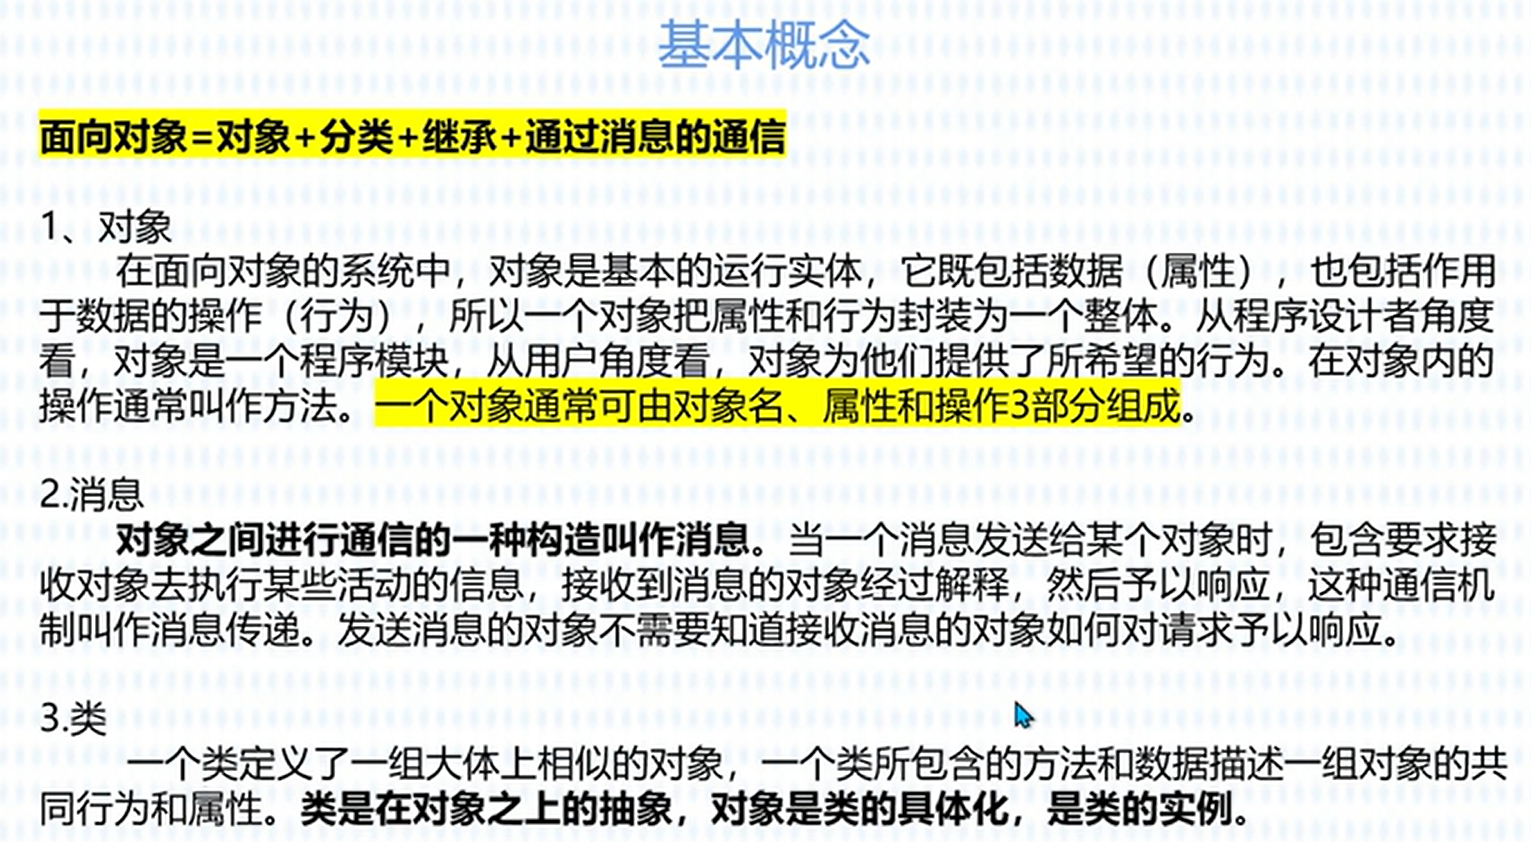 基本概念
面向对象=对象+分类+继承+通过消息的通信
1、对象
在面向对象的系统中，对象是基本的运行实体，它既包括数据（属性），也包括作用
于数据的操作（行为），所以一个对象把属性和行为封装为一个整体。从程序设计者角度
看，对象是一个程序模块，从用户角度看，对象为他们提供了所希望的行为。在对象内的
操作通常叫作方法。一个对象通常可由对象名、属性和操作3部分组成。
2.消息
对象之间进行通信的一种构造叫作消息。当一个消息发送给某个对象时，包含要求接
收对象去执行某些活动的信息，接收到消息的对象经过解释，然后予以响应，这种通信机
制叫作消息传递。发送消息的对象不需要知道接收消息的对象如何对请求予以响应。
3.类
一个类定义了一组大体上相似的对象，一个类所包含的方法和数据描述一组对象的共
同行为和属性。类是在对象之上的抽象，对象是类的具体化，是类的实例。